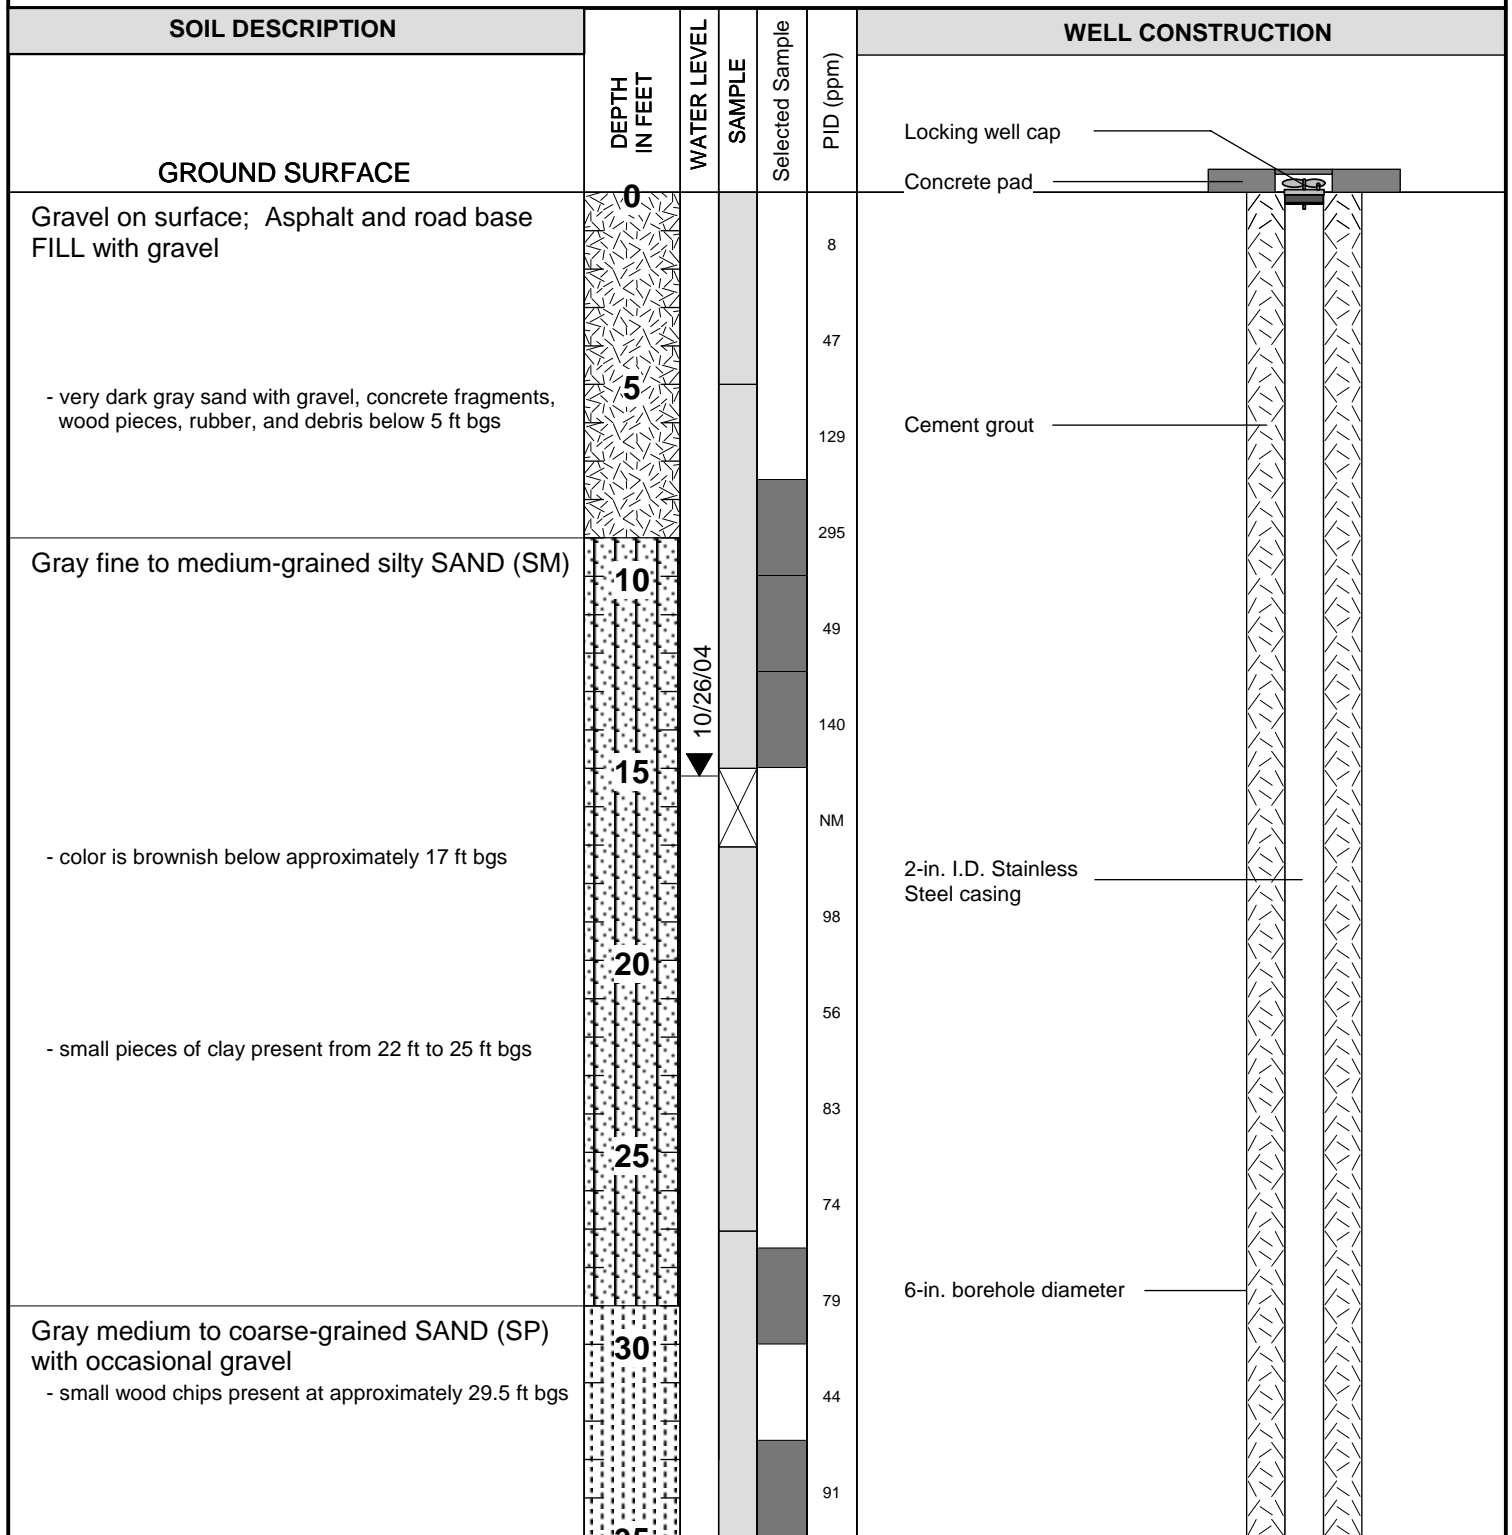 SOIL DESCRIPTION
DEPTH
IN FEET
WATER LEVEL
SAMPLE
Selected Sample
PID (ppm)
WELL CONSTRUCTION
GROUND SURFACE
Locking well cap
Concrete pad
0
Gravel on surface;  Asphalt and road base
FILL with gravel
8
47
5
- very dark gray sand with gravel, concrete fragments,
wood pieces, rubber, and debris below 5 ft bgs
129
Cement grout
295
Gray fine to medium-grained silty SAND (SM)
10
49
10/26/04
140
15
NM
- color is brownish below approximately 17 ft bgs
2-in. I.D. Stainless
Steel casing
98
20
56
- small pieces of clay present from 22 ft to 25 ft bgs
83
25
74
79
6-in. borehole diameter
Gray medium to coarse-grained SAND (SP)
with occasional gravel
30
- small wood chips present at approximately 29.5 ft bgs
44
91
35